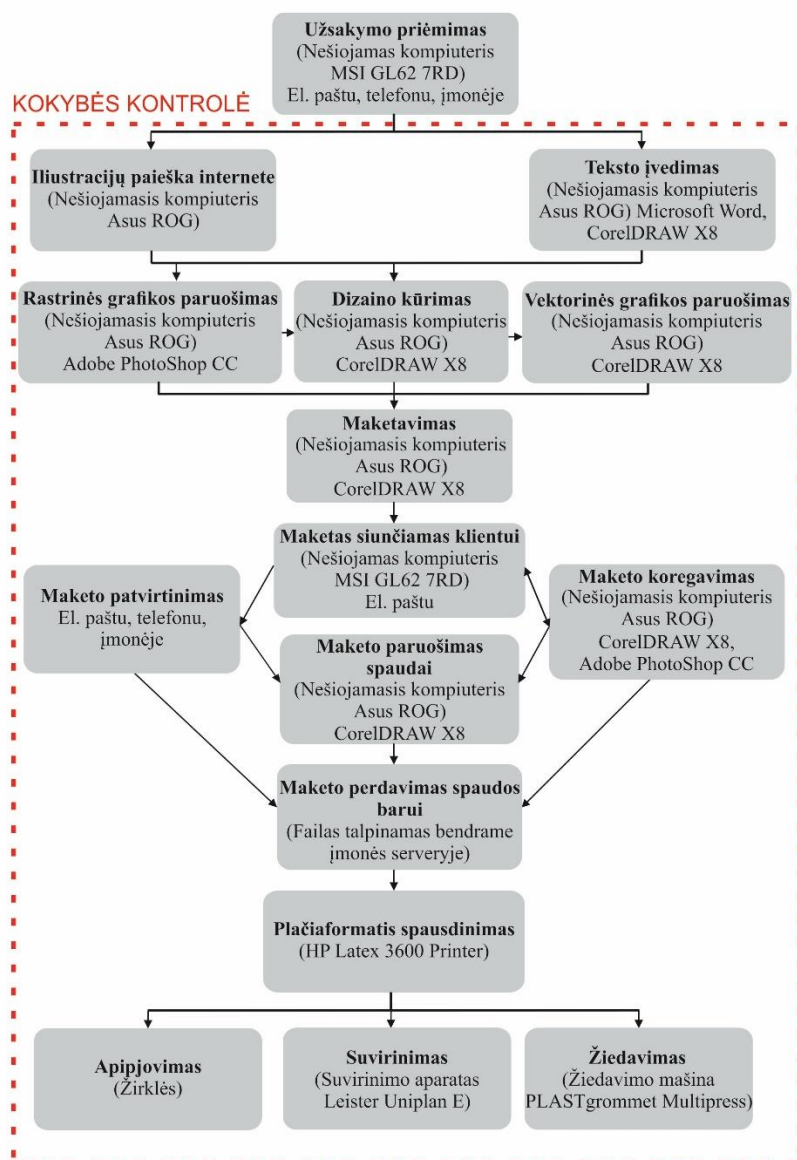 Užsakymo priėmimas
(Nešiojamas kompiuteris
MSI GL62 7RD)
El. paštu, telefonu, įmonėje
KOKYBĖS KONTROLĖ
Iliustracijų paieška internete
(Nešiojamasis kompiuteris
Asus ROG)
Teksto įvedimas
(Nešiojamasis kompiuteris
Asus ROG) Microsoft Word,
CorelDRAW X8
Rastrinės grafikos paruošimas
(Nešiojamasis kompiuteris
Asus ROG)
Adobe PhotoShop CC
Dizaino kūrimas
(Nešiojamasis kompiuteris
Asus ROG)
CorelDRAW X8
Vektorinės grafikos paruošimas
(Nešiojamasis kompiuteris
Asus ROG)
CorelDRAW X8
Maketavimas
(Nešiojamasis kompiuteris
Asus ROG)
CorelDRAW X8
Maketas siunčiamas klientui
(Nešiojamas kompiuteris
MSI GL62 7RD)
El. paštu
Maketo patvirtinimas
El. paštu, telefonu,
įmonėje
Maketo koregavimas
(Nešiojamasis kompiuteris
Asus ROG)
CorelDRAW X8,
Adobe PhotoShop CC
Maketo paruošimas
spaudai
(Nešiojamasis kompiuteris
Asus ROG)
CorelDRAW X8
Maketo perdavimas spaudos
barui
(Failas talpinamas bendrame
įmonės serveryje)
Plačiaformatis spausdinimas
(HP Latex 3600 Printer)
Apipjovimas
(Žirklės)
Suvirinimas
(Suvirinimo aparatas
Leister Uniplan E)
Žiedavimas
(Žiedavimo mašina
PLASTgrommet Multipress)